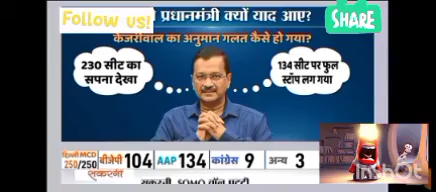 Follow us!
प्रधानमंत्री क्यों याद आए?
SHARE
केजरीवाल का अनुमान गलत कैसे हो गया?
230 सीट का
सपना देखा
134 सीट पर फुल
स्टॉप लग गया
दिल्ली MCD
250/250
बीजेपी 104 AAP 134 कांग्रेस 9 अन्य 3
InShot